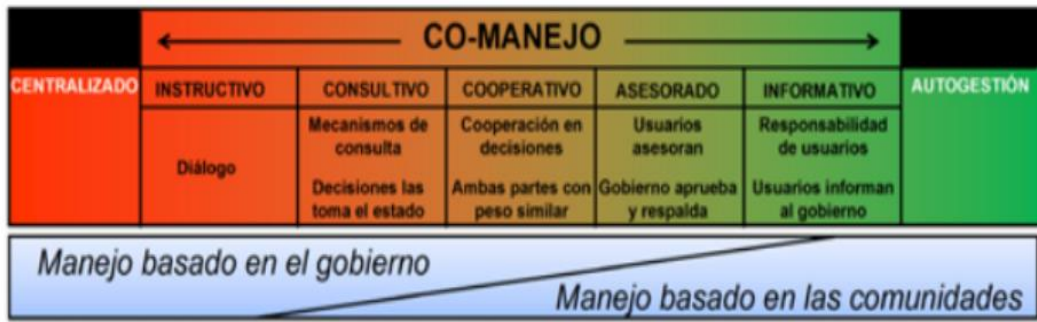 CO-MANEJO
CENTRALIZADO
INSTRUCTIVO
CONSULTIVO
COOPERATIVO
ASESORADO
INFORMATIVO
AUTOGESTIÓN
Diálogo
Mecanismos de
consulta
Decisiones las
toma el estado
Cooperación en
decisiones
Ambas partes con
peso similar
Usuarios
asesoran
Gobierno aprueba
y respalda
Responsabilidad
de usuarios
Usuarios informan
al gobierno
Manejo basado en el gobierno
Manejo basado en las comunidades